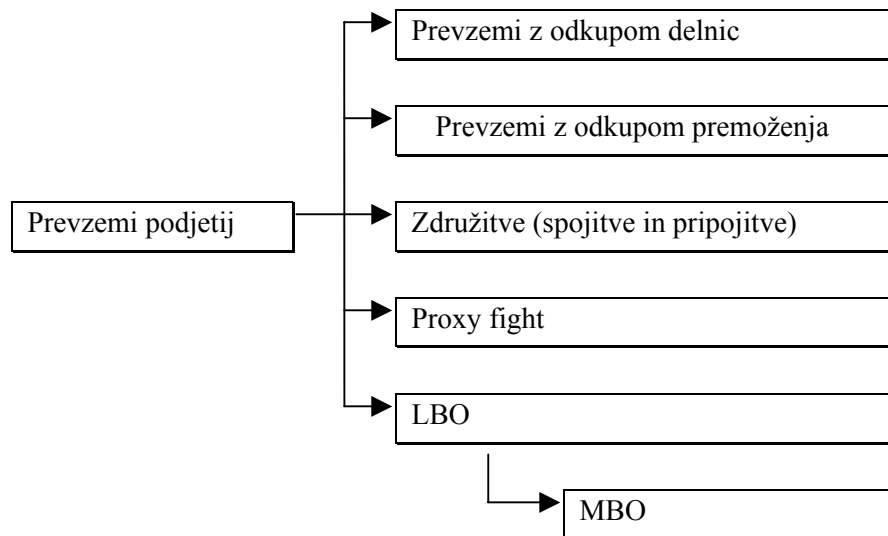 Prevzemi z odkupom delnic
Prevzemi z odkupom premoženja
Prevzemi podjetij
Združitve (spojitve in pripojitve)
Proxy fight
LBO
MBO